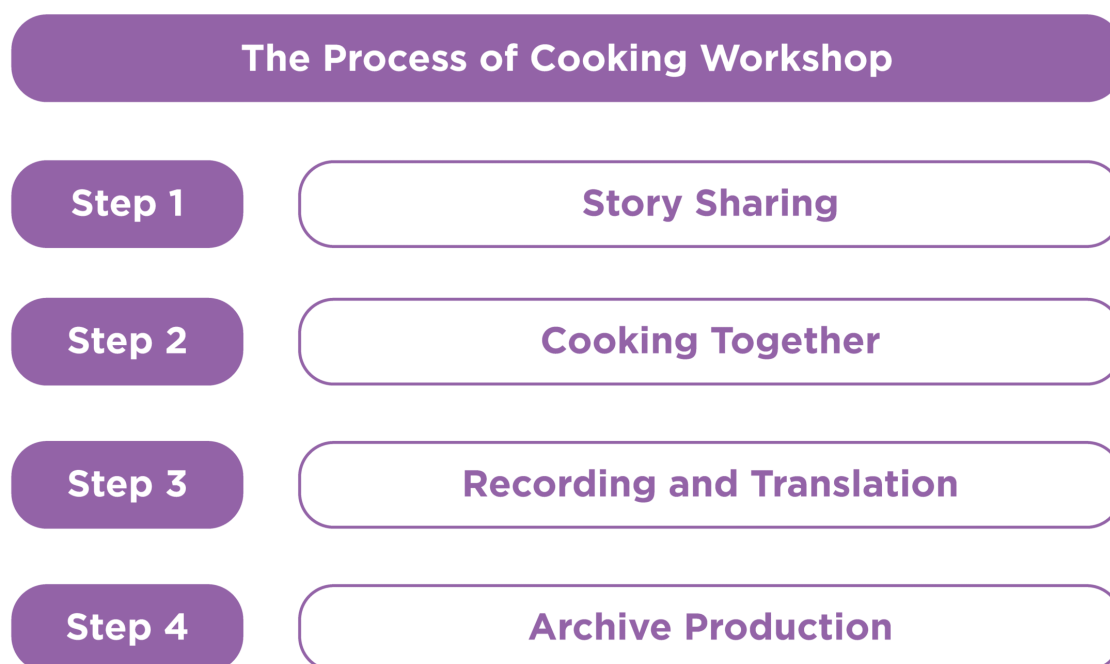 The Process of Cooking Workshop
Step 1
Story Sharing
Step 2
Cooking Together
Step 3
Recording and Translation
Step 4
Archive Production